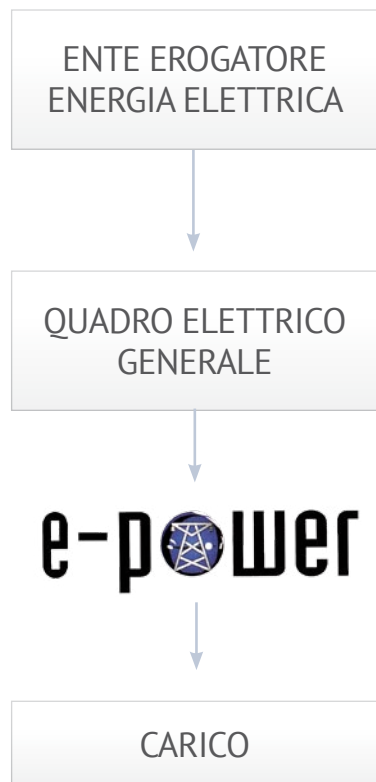 ENTE EROGATORE
ENERGIA ELETTRICA
QUADRO ELETTRICO
GENERALE
e-power
CARICO